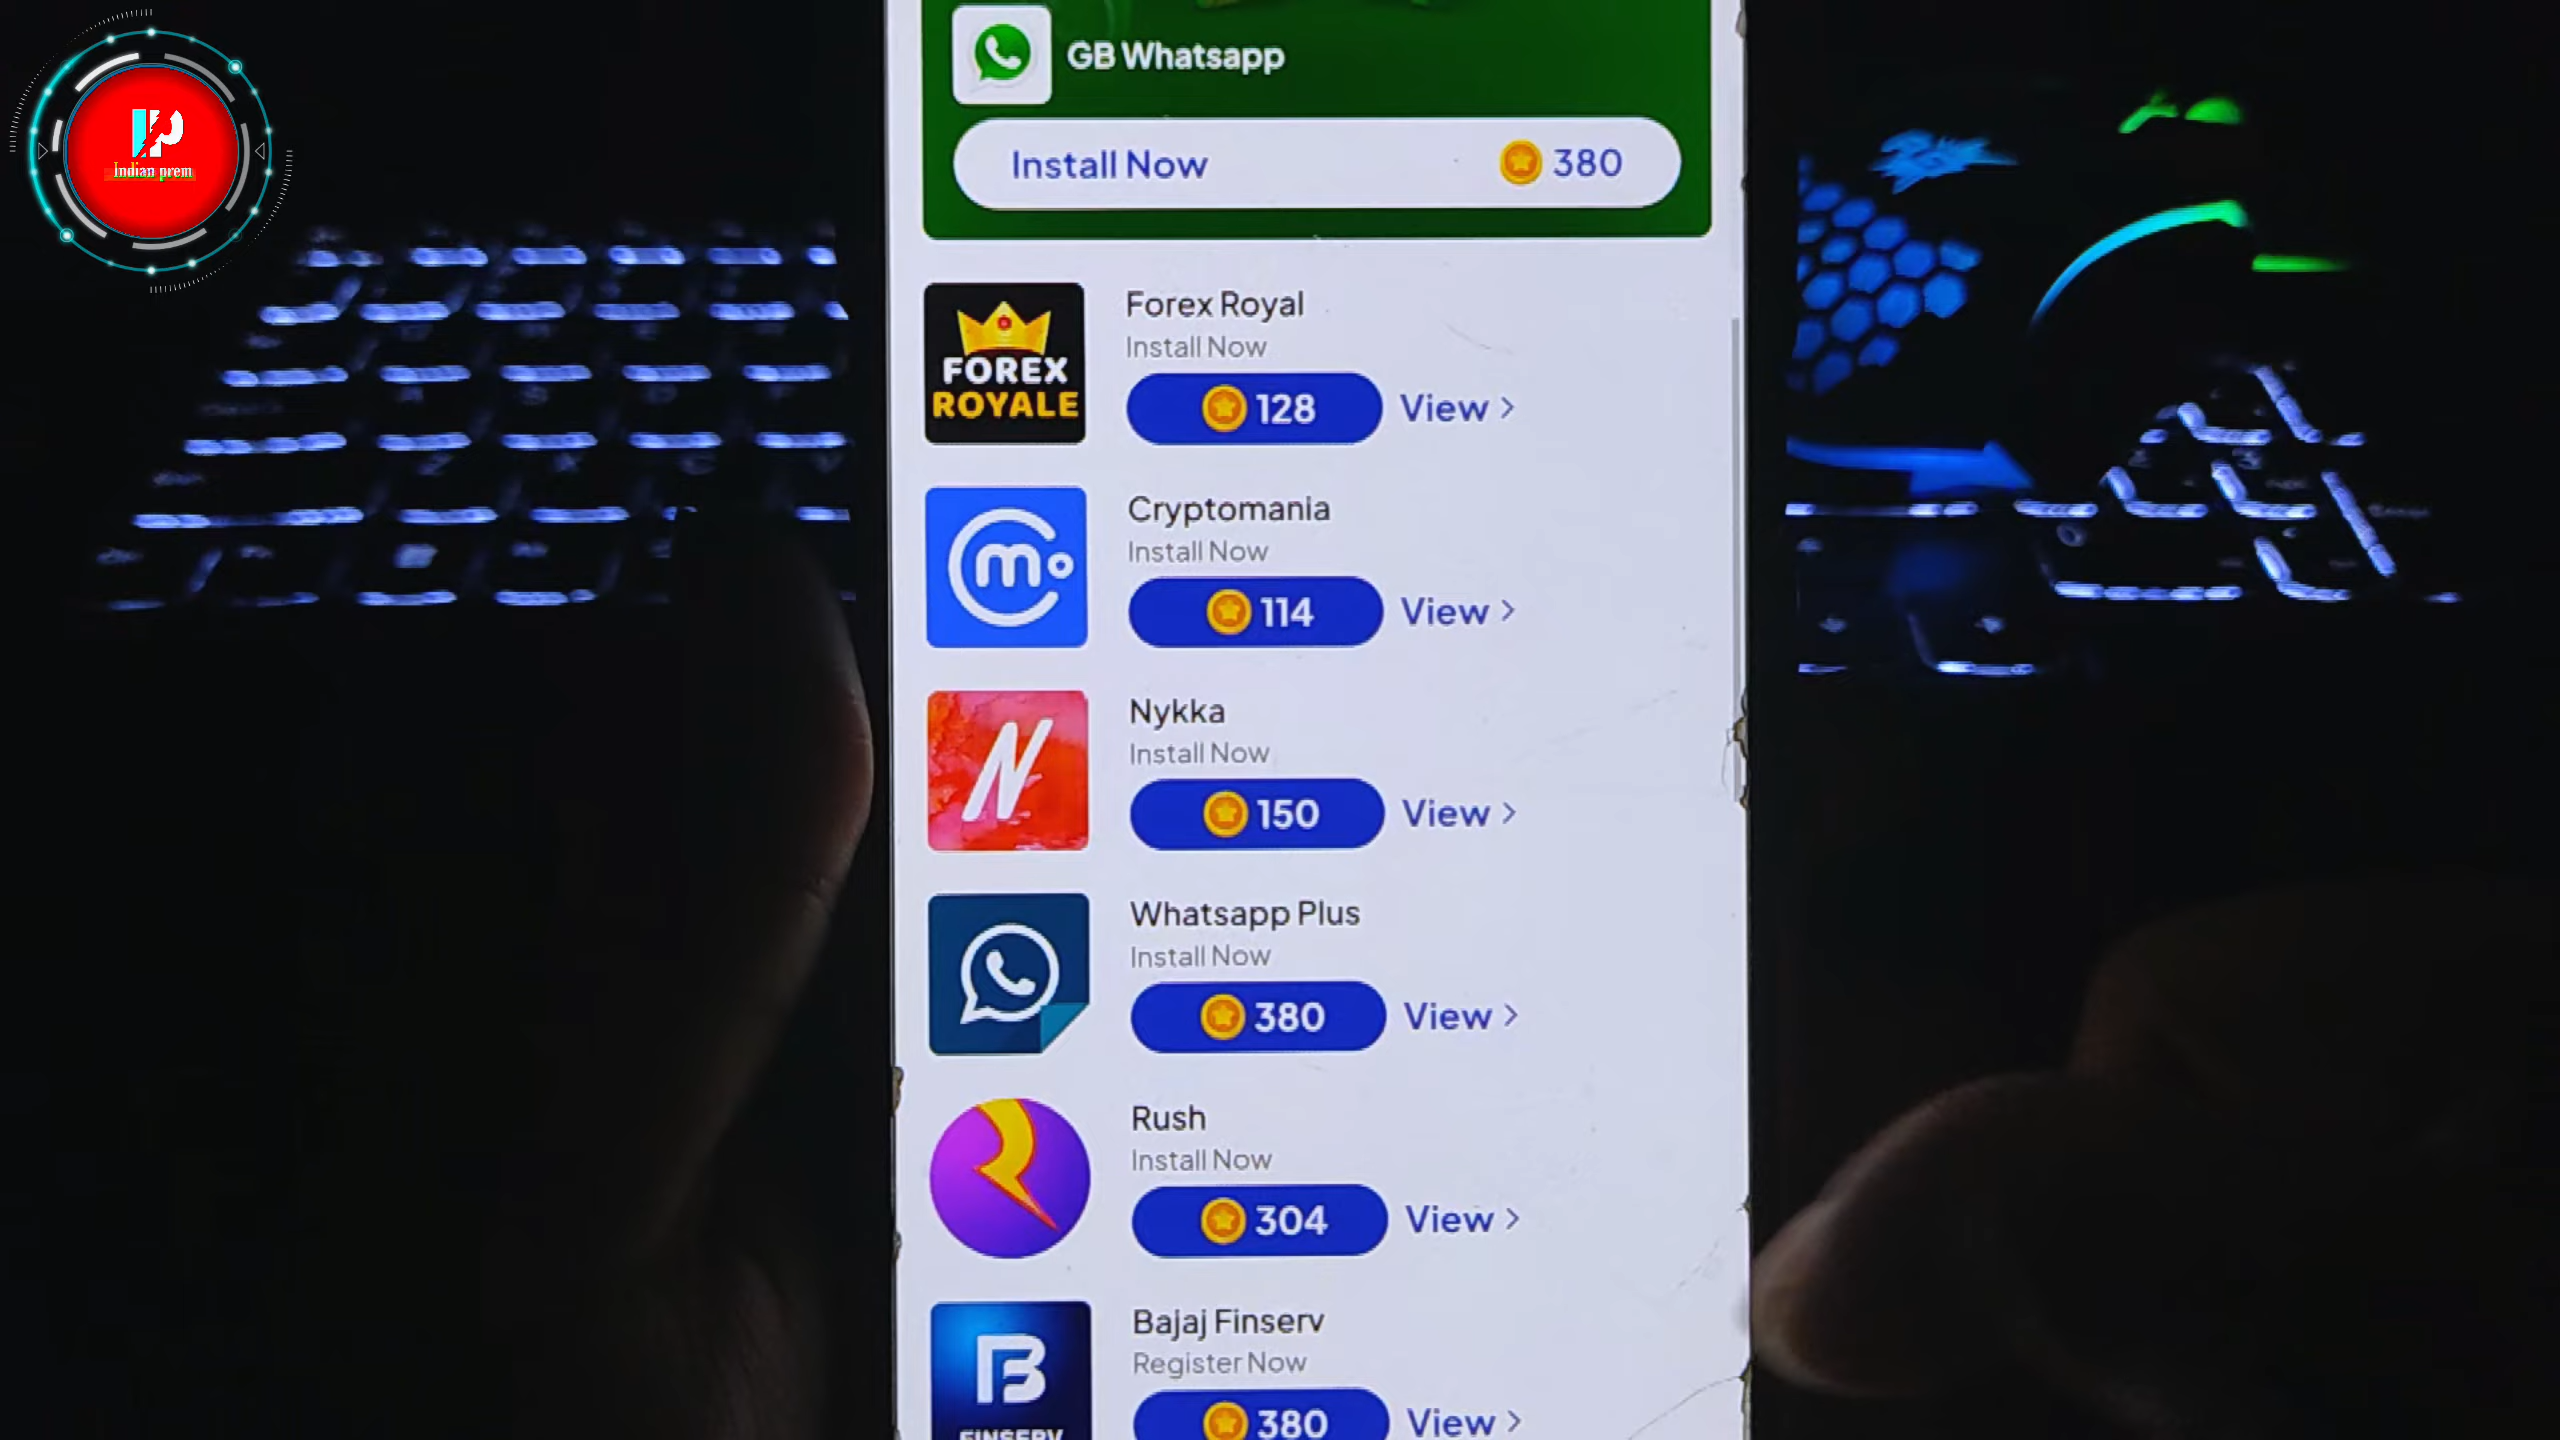 Indian prem
GB Whatsapp
Install Now 380
FOREX
ROYALE
Forex Royal
Install Now
128 View >
Cryptomania
Install Now
114 View >
Nykka
Install Now
150 View >
Whatsapp Plus
Install Now
380 View >
Rush
Install Now
304 View >
Bajaj Finserv
Register Now
380 View >
FINSERV